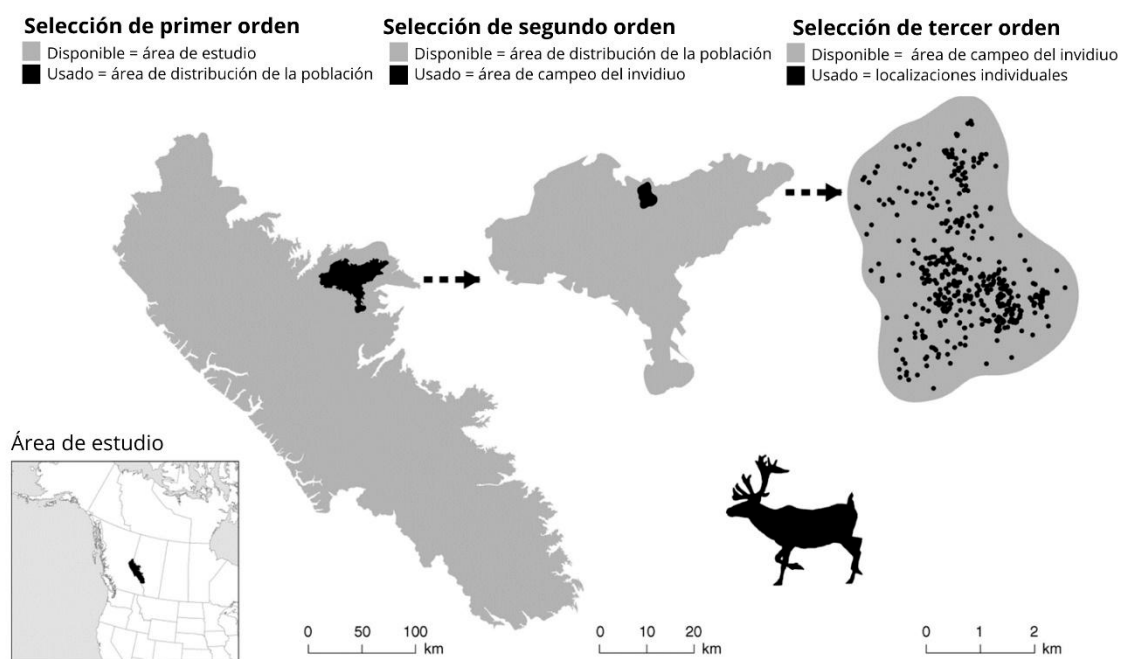 Selección de primer orden
Disponible = área de estudio
Usado = área de distribución de la población
Selección de segundo orden
Disponible = área de distribución de la población
Usado = área de campeo del invidiuo
Selección de tercer orden
Disponible = área de campeo del invidiuo
Usado = localizaciones individuales
Área de estudio
0 50 100
km
0 10 20
km
0 1 2
km